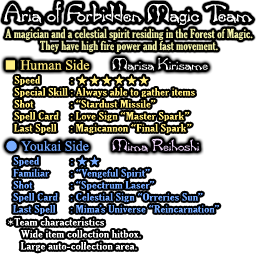 Aria of Forbidden Magic Team
A magician and a celestial spirit residing in the Forest of Magic.
They have high fire power and fast movement.
Human Side Marisa Kirisame
Speed : ★★★★★★
Special Skill : Always able to gather items
Shot : "Stardust Missile"
Spell Card : Love Sign "Master Spark"
Last Spell : Magicannon "Final Spark"
Youkai Side Mima Reihoshi
Speed : ★★
Familiar : "Vengeful Spirit"
Shot : "Spectrum Laser"
Spell Card : Celestial Sign "Orreries Sun"
Last Spell : Mima's Universe "Reincarnation"
*Team characteristics
Wide item collection hitbox.
Large auto-collection area.